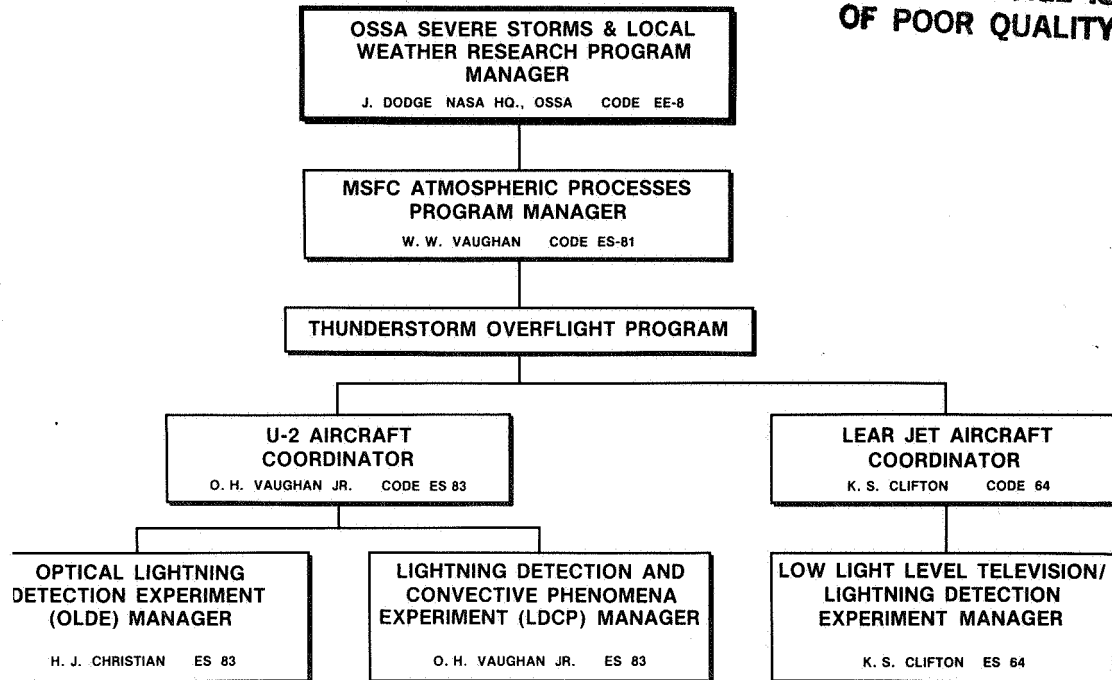 OF POOR QUALITY
OSSA SEVERE STORMS & LOCAL
WEATHER RESEARCH PROGRAM
MANAGER
J. DODGE NASA HQ., OSSA CODE EE-8
MSFC ATMOSPHERIC PROCESSES
PROGRAM MANAGER
W. W. VAUGHAN CODE ES-81
THUNDERSTORM OVERFLIGHT PROGRAM
U-2 AIRCRAFT
COORDINATOR
O. H. VAUGHAN JR. CODE ES 83
LEAR JET AIRCRAFT
COORDINATOR
K. S. CLIFTON CODE 64
OPTICAL LIGHTNING
DETECTION EXPERIMENT
(OLDE) MANAGER
H. J. CHRISTIAN ES 83
LIGHTNING DETECTION AND
CONVECTIVE PHENOMENA
EXPERIMENT (LDCP) MANAGER
O. H. VAUGHAN JR. ES 83
LOW LIGHT LEVEL TELEVISION/
LIGHTNING DETECTION
EXPERIMENT MANAGER
K. S. CLIFTON ES 64